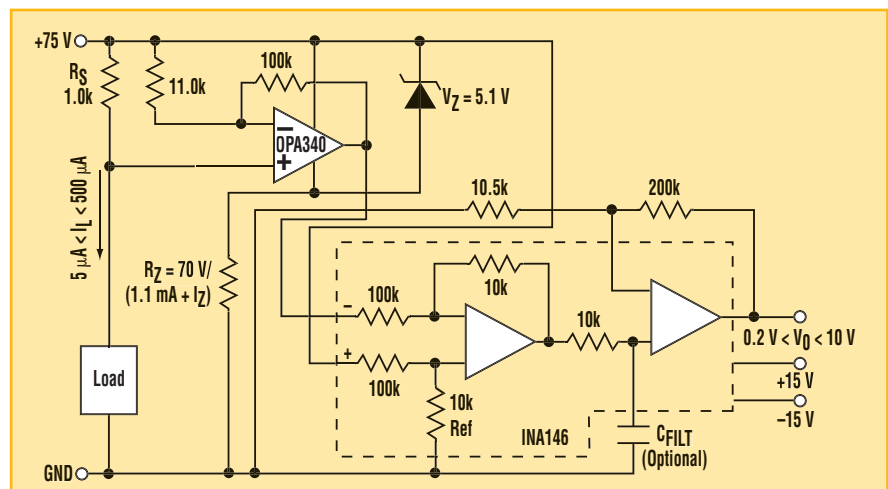 +75 V
RS
1.0k
11.0k
100k
VZ = 5.1 V
OPA340
−
+
5 µA < IL < 500 µA
10.5k
200k
RZ = 70 V/
(1.1 mA + IZ)
−
100k
10k
10k
+
100k
10k
Ref
0.2 V < VO < 10 V
+15 V
−15 V
Load
INA146
CFILT
(Optional)
GND